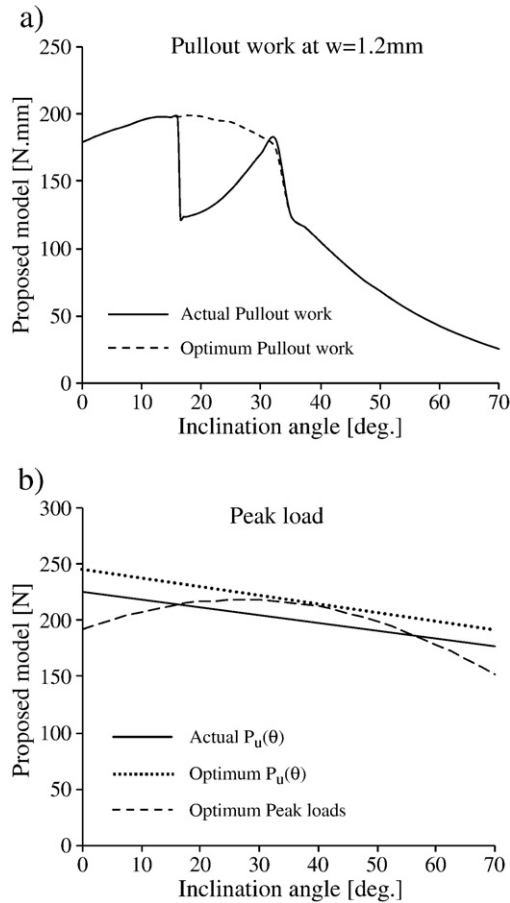 a)
Pullout work at w=1.2mm
Proposed model [N.mm]
250
200
150
100
50
0
Actual Pullout work
Optimum Pullout work
0 10 20 30 40 50 60 70
Inclination angle [deg.]
b)
Peak load
Proposed model [N]
300
250
200
150
100
50
0
Actual Pu(θ)
Optimum Pu(θ)
Optimum Peak loads
0 10 20 30 40 50 60 70
Inclination angle [deg.]